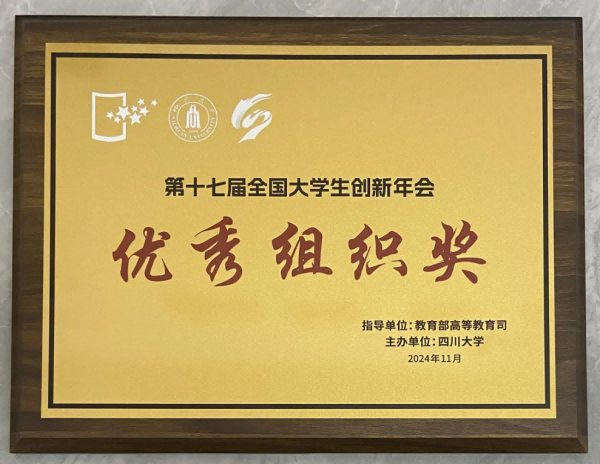 第十七届全国大学生创新年会
优秀组织奖
指导单位：教育部高等教育司
主办单位：四川大学
2024年11月